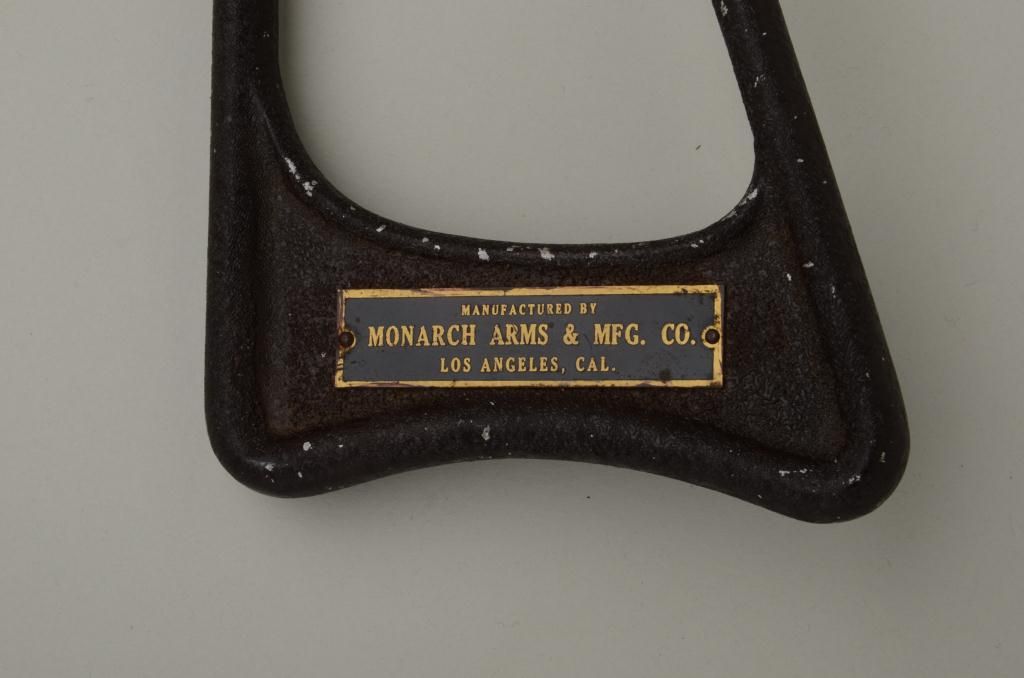 MANUFACTURED BY
MONARCH ARMS & MFG. CO.
LOS ANGELES, CAL.